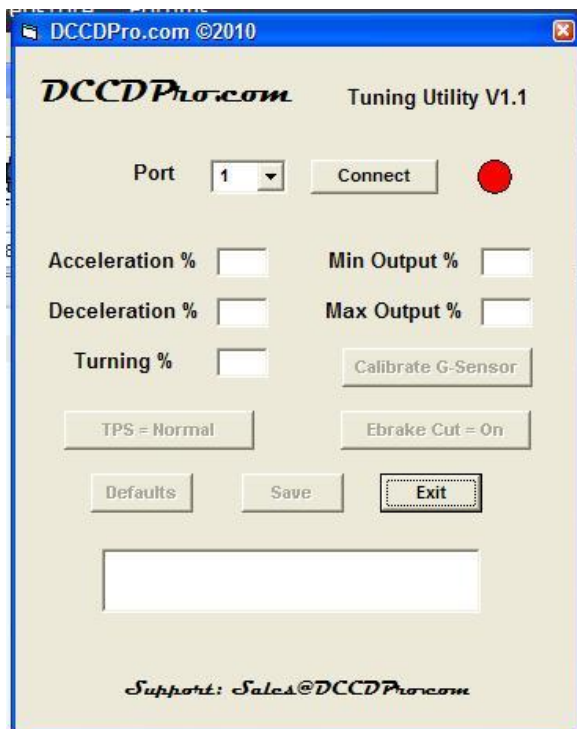 DCCDPro.com ©2010
DCCDPro.com Tuning Utility V1.1
Port 1 Connect
Acceleration % Min Output %
Deceleration % Max Output %
Turning % Calibrate G-Sensor
TPS = Normal Ebrake Cut = On
Defaults Save Exit
Support: Sales@DCCDPro.com